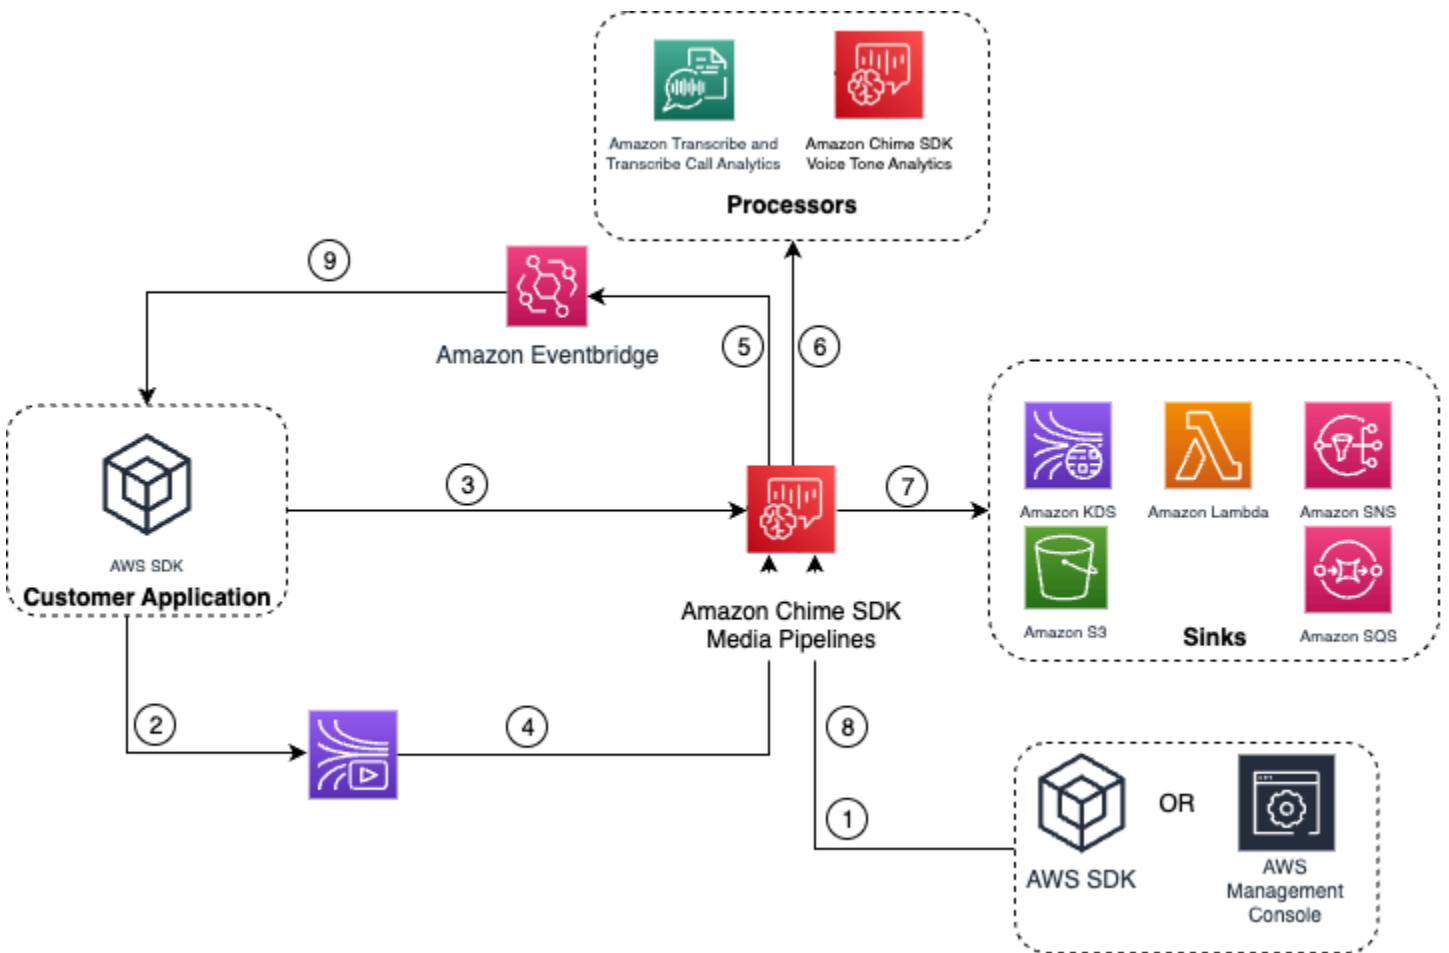 Amazon Transcribe and
Transcribe Call Analytics
Amazon Chime SDK
Voice Tone Analytics
Processors
9
Amazon Eventbridge
5
6
AWS SDK
Customer Application
3
7
Amazon KDS
Amazon Lambda
Amazon SNS
Amazon S3
Sinks
Amazon SQS
Amazon Chime SDK
Media Pipelines
2
4
8
1
AWS SDK
OR
AWS
Management
Console